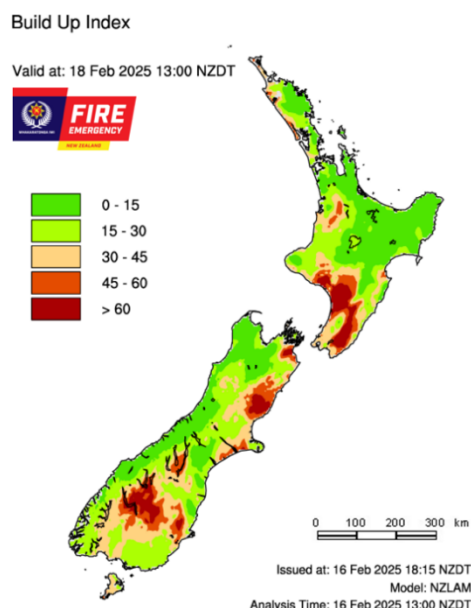 Build Up Index
Valid at: 18 Feb 2025 13:00 NZDT
FIRE
EMERGENCY
NEW ZEALAND
0 - 15
15 - 30
30 - 45
45 - 60
> 60
0 100 200 300 km
Issued at: 16 Feb 2025 18:15 NZDT
Model: NZLAM
Analysis Time: 16 Feb 2025 13:00 NZDT